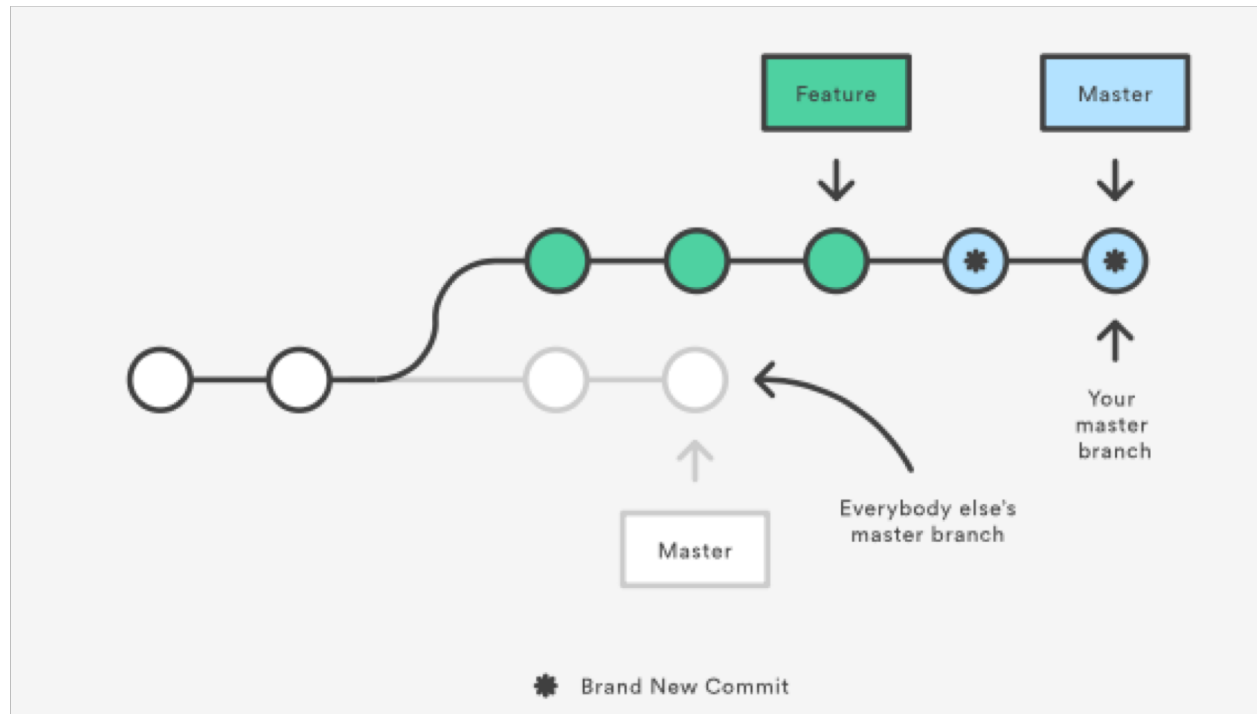 Feature
Master
Your
master
branch
Everybody else's
master branch
Master
Brand New Commit